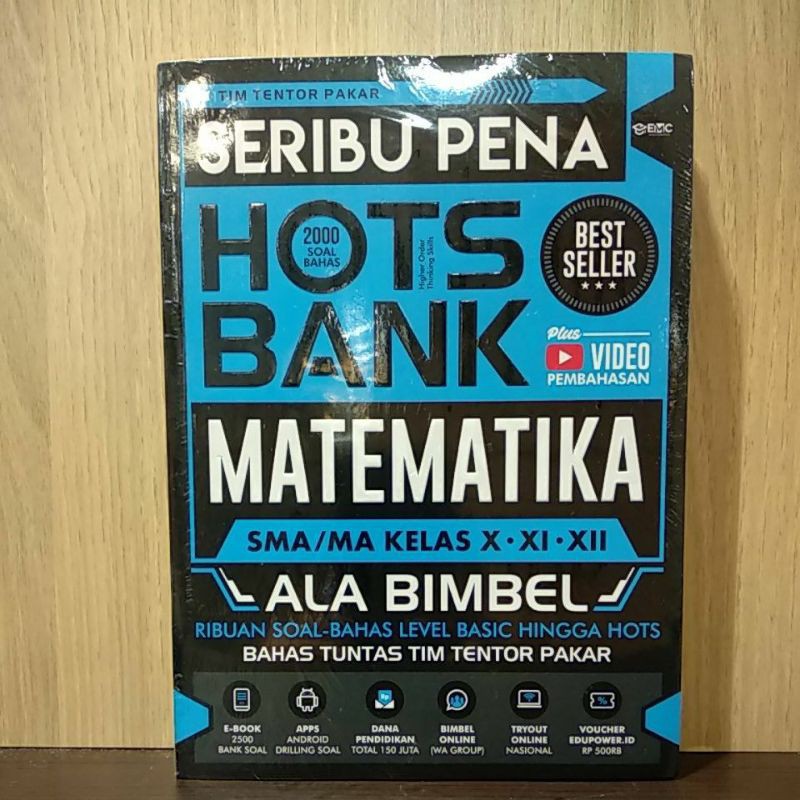 TIM TENTOR PAKAR
EMC
SERIBU PENA
HOTS
2000
SOAL
BAHAS
Higher Order
Thinking Skills
BEST
SELLER
BANK
Plus
VIDEO
PEMBAHASAN
MATEMATIKA
SMA/MA KELAS X•XI•XII
ALA BIMBEL
RIBUAN SOAL-BAHAS LEVEL BASIC HINGGA HOTS
BAHAS TUNTAS TIM TENTOR PAKAR
Rp
%
E-BOOK
2500
BANK SOAL
APPS
ANDROID
DRILLING SOAL
DANA
PENDIDIKAN
TOTAL 150 JUTA
BIMBEL
ONLINE
(WA GROUP)
TRYOUT
ONLINE
NASIONAL
VOUCHER
EDUPOWER.ID
RP 500RB